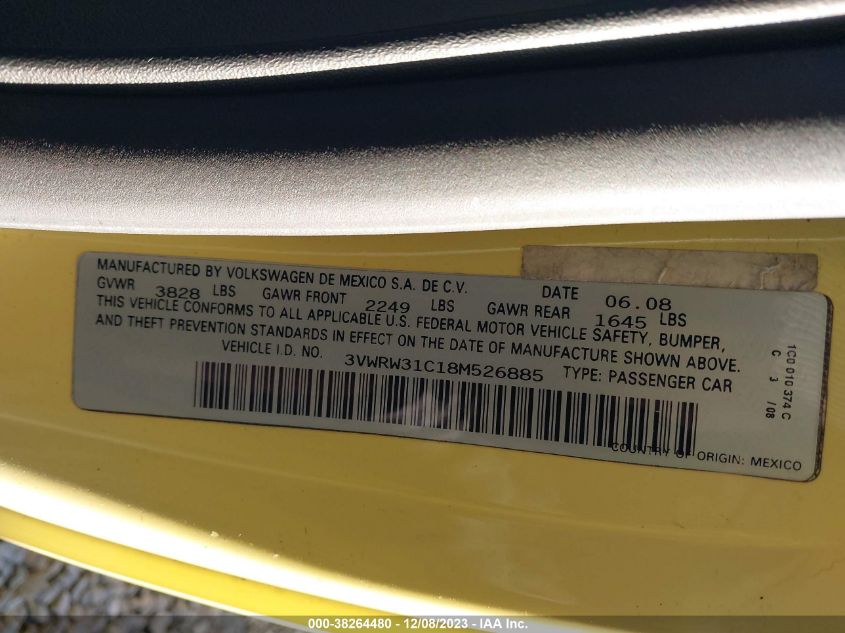 MANUFACTURED BY VOLKSWAGEN DE MEXICO S.A. DE C.V. DATE 06.08
GVWR 3828 LBS GAWR FRONT 2249 LBS GAWR REAR 1645 LBS
THIS VEHICLE CONFORMS TO ALL APPLICABLE U.S. FEDERAL MOTOR VEHICLE SAFETY, BUMPER,
AND THEFT PREVENTION STANDARDS IN EFFECT ON THE DATE OF MANUFACTURE SHOWN ABOVE.
VEHICLE I.D. NO. 3VWRW31C18M526885 TYPE: PASSENGER CAR
COUNTRY OF ORIGIN: MEXICO
1C0 010 374 C
C 3 /08
000-38264480 - 12/08/2023 - IAA Inc.